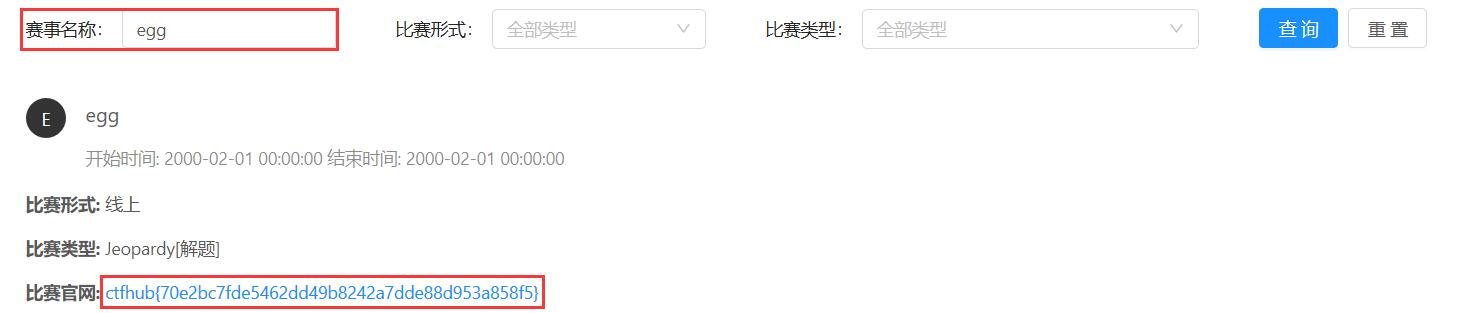 赛事名称： egg 比赛形式： 全部类型 比赛类型： 全部类型 查 询 重 置
E egg
开始时间: 2000-02-01 00:00:00 结束时间: 2000-02-01 00:00:00
比赛形式: 线上
比赛类型: Jeopardy[解题]
比赛官网: ctfhub{70e2bc7fde5462dd49b8242a7dde88d953a858f5}